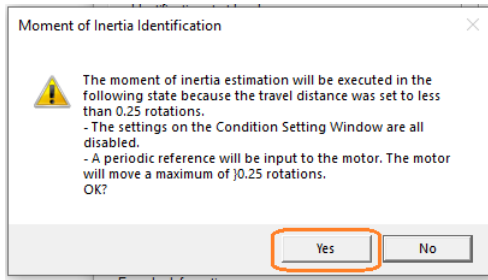 Moment of Inertia Identification
The moment of inertia estimation will be executed in the
following state because the travel distance was set to less
than 0.25 rotations.
- The settings on the Condition Setting Window are all
disabled.
- A periodic reference will be input to the motor. The motor
will move a maximum of }0.25 rotations.
OK?
Yes
No